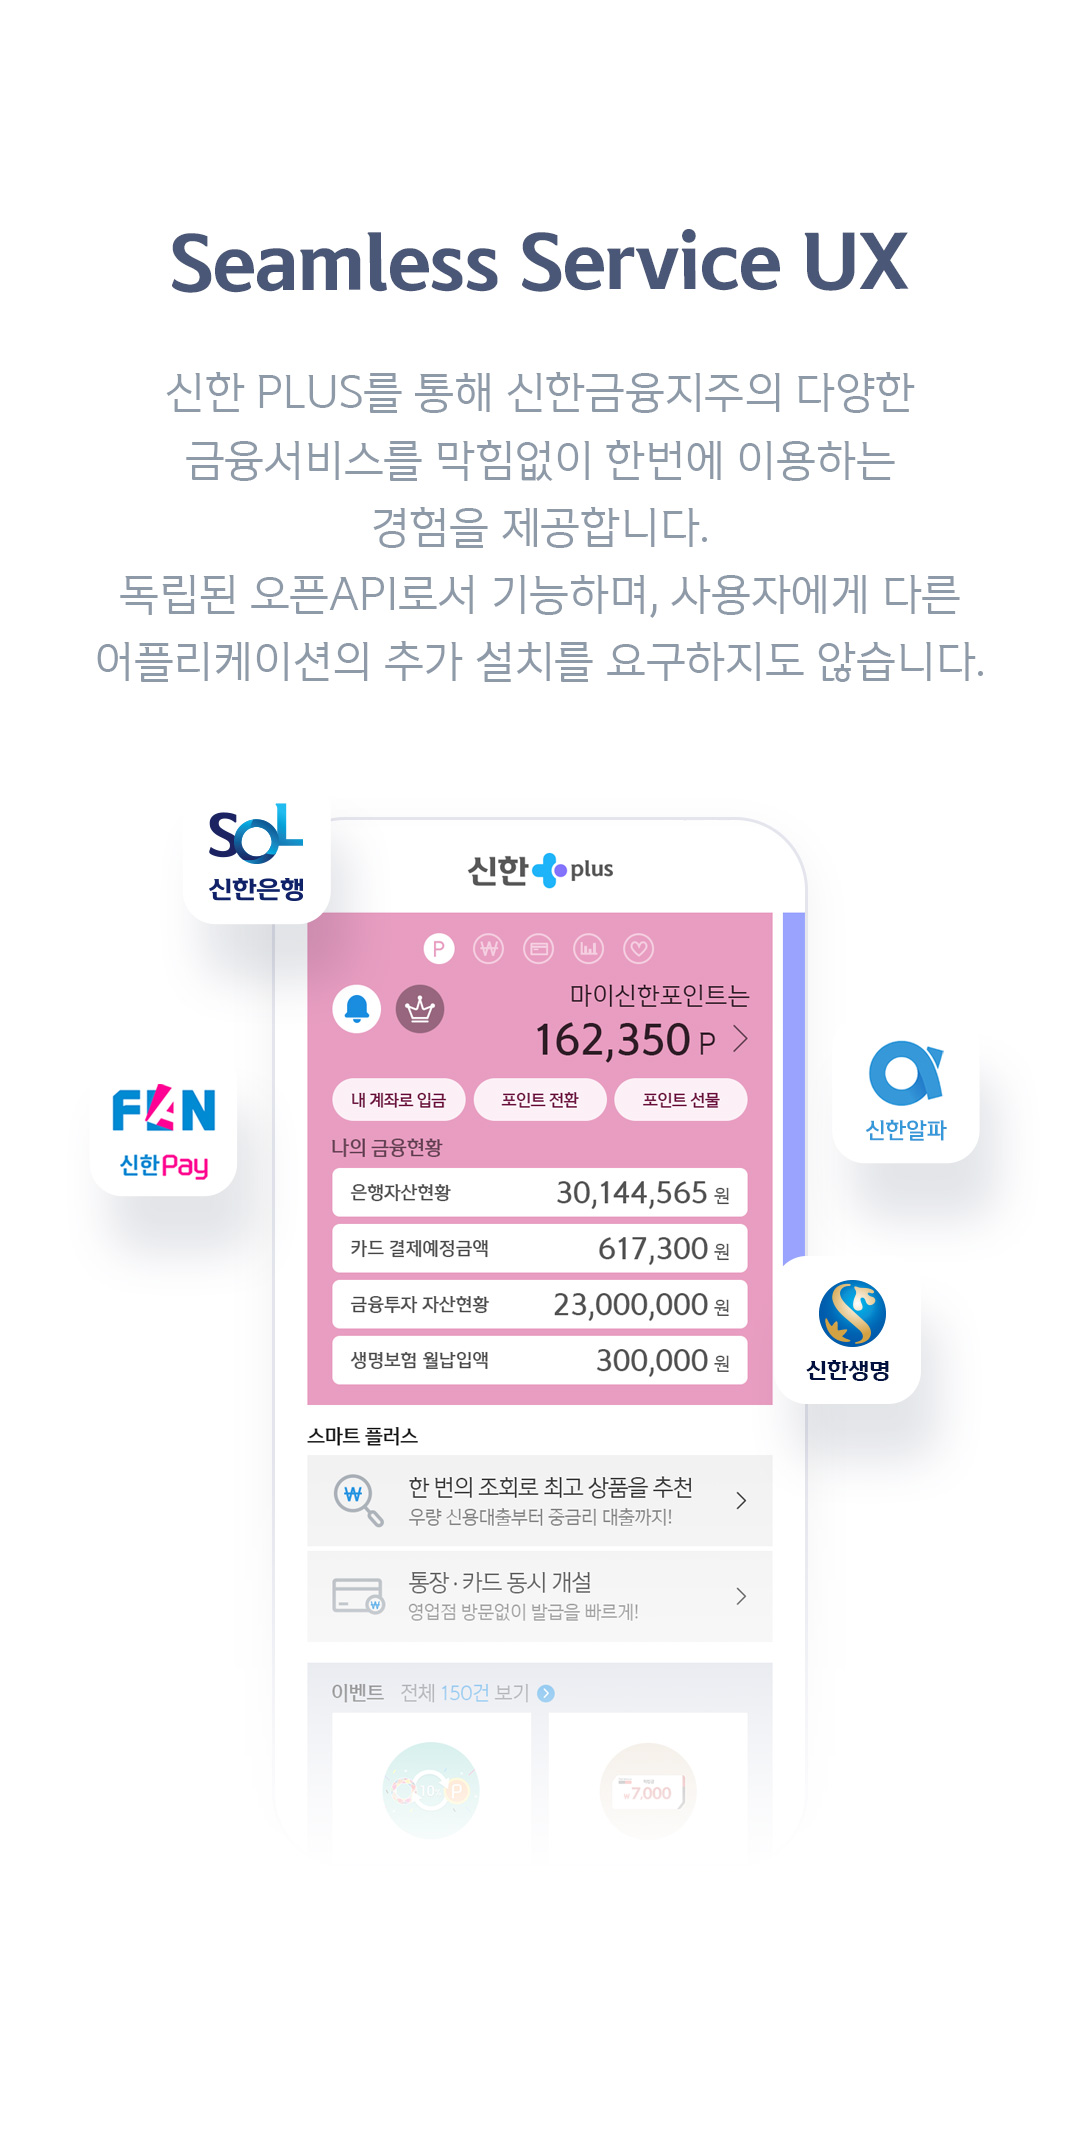 Seamless Service UX
신한 PLUS를 통해 신한금융지주의 다양한
금융서비스를 막힘없이 한번에 이용하는
경험을 제공합니다.
독립된 오픈API로서 기능하며, 사용자에게 다른
어플리케이션의 추가 설치를 요구하지도 않습니다.
SOL
신한은행
신한 plus
P
마이신한포인트는
162,350 P
내 계좌로 입금
포인트 전환
포인트 선물
FAN
신한Pay
신한알파
나의 금융현황
은행자산현황 30,144,565 원
카드 결제예정금액 617,300 원
금융투자 자산현황 23,000,000 원
생명보험 월납입액 300,000 원
신한생명
스마트 플러스
한 번의 조회로 최고 상품을 추천
우량 신용대출부터 중금리 대출까지!
통장 · 카드 동시 개설
영업점 방문없이 발급을 빠르게!
이벤트 전체 150건 보기
10
P
₩7,000